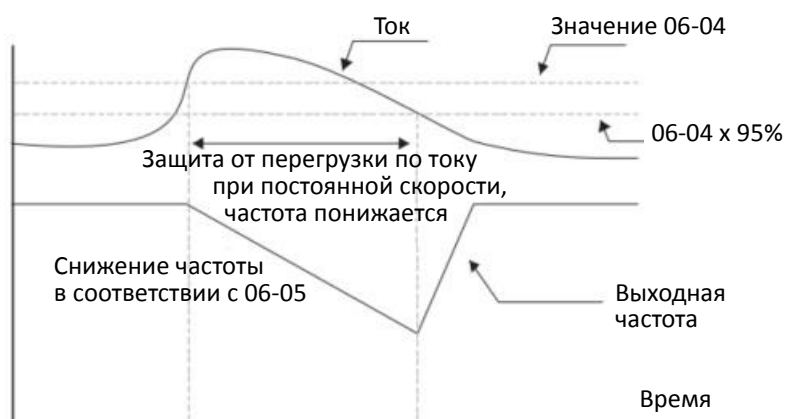 Ток
Значение 06-04
06-04 x 95%
Защита от перегрузки по току
при постоянной скорости,
частота понижается
Снижение частоты
в соответствии с 06-05
Выходная
частота
Время